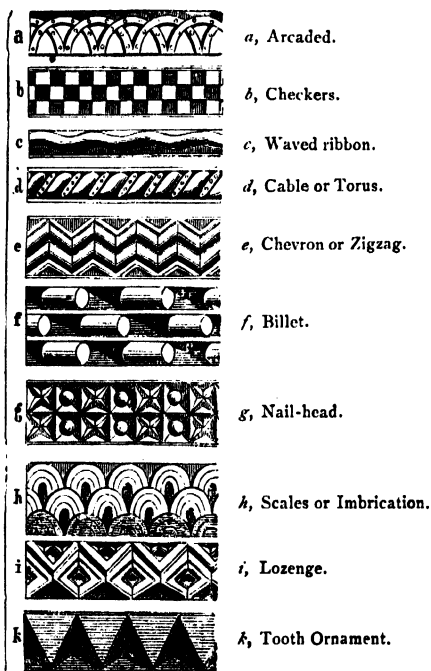 a a, Arcaded.
b b, Checkers.
c c, Waved ribbon.
d d, Cable or Torus.
e e, Chevron or Zigzag.
f f, Billet.
g g, Nail-head.
h h, Scales or Imbrication.
i i, Lozenge.
k k, Tooth Ornament.